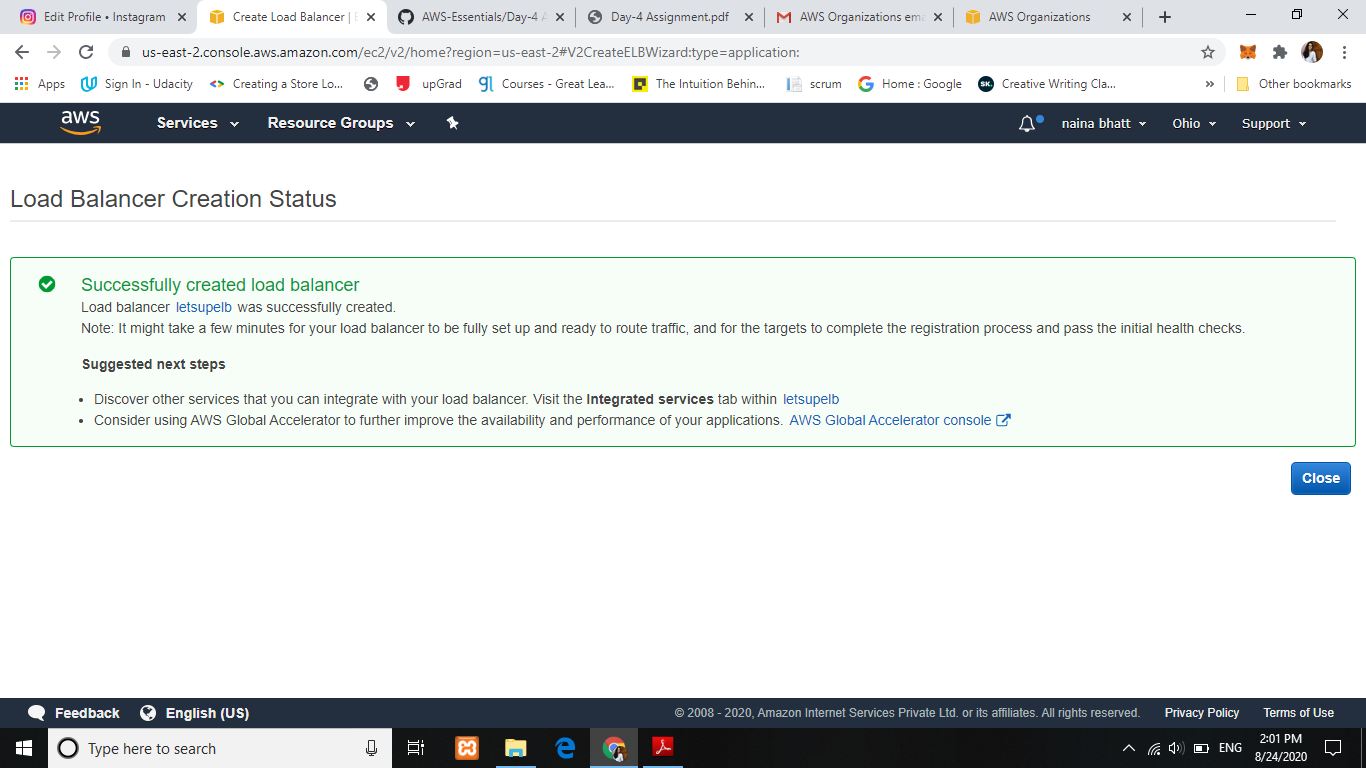 Edit Profile • Instagram
Create Load Balancer | E
AWS-Essentials/Day-4 A
Day-4 Assignment.pdf
AWS Organizations ema
AWS Organizations
us-east-2.console.aws.amazon.com/ec2/v2/home?region=us-east-2#V2CreateELBWizard:type=application:
Apps
Sign In - Udacity
Creating a Store Lo...
upGrad
Courses - Great Lea...
The Intuition Behin...
scrum
Home : Google
SK.
Creative Writing Cla...
»
Other bookmarks
aws
Services
Resource Groups
naina bhatt
Ohio
Support
Load Balancer Creation Status
Successfully created load balancer
Load balancer letsupelb was successfully created.
Note: It might take a few minutes for your load balancer to be fully set up and ready to route traffic, and for the targets to complete the registration process and pass the initial health checks.
Suggested next steps
• Discover other services that you can integrate with your load balancer. Visit the Integrated services tab within letsupelb
• Consider using AWS Global Accelerator to further improve the availability and performance of your applications. AWS Global Accelerator console
Close
Feedback
English (US)
© 2008 - 2020, Amazon Internet Services Private Ltd. or its affiliates. All rights reserved.
Privacy Policy
Terms of Use
Type here to search
ENG
2:01 PM
8/24/2020